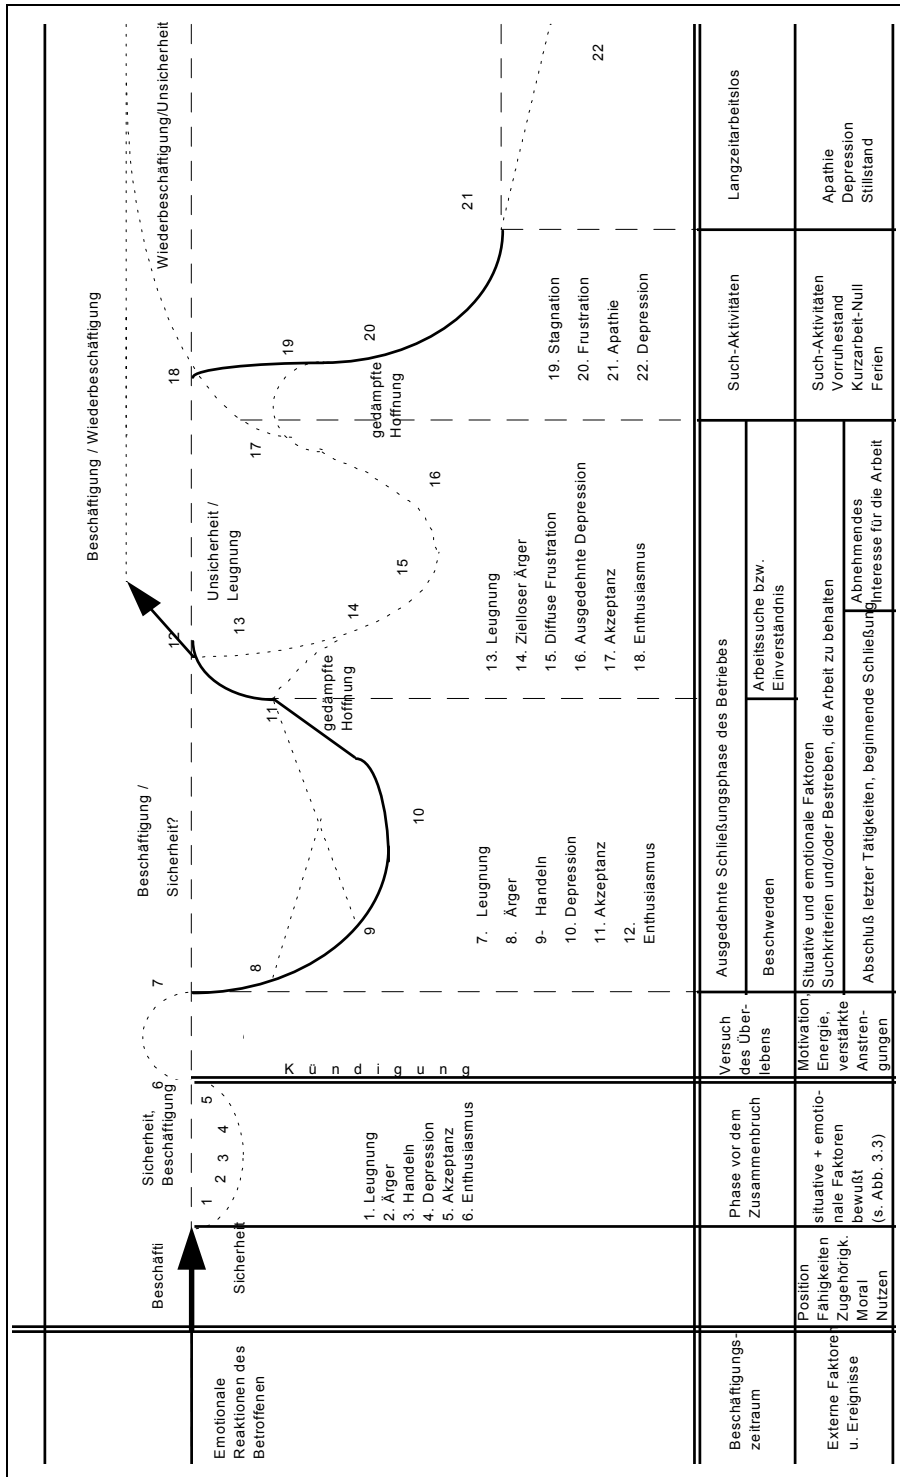 Emotionale
Reaktionen des
Betroffenen
Beschäfti
Sicherheit
Sicherheit,
Beschäftigung
1
2
3
4
5
6
7
Beschäftigung /
Sicherheit?
8
9
10
11
gedämpfte
Hoffnung
12
Beschäftigung / Wiederbeschäftigung
Unsicherheit /
Leugnung
13
14
15
16
17
gedämpfte
Hoffnung
18
Wiederbeschäftigung/Unsicherheit
19
20
21
22
1. Leugnung
2. Ärger
3. Handeln
4. Depression
5. Akzeptanz
6. Enthusiasmus
Kündigung
7. Leugnung
8. Ärger
9- Handeln
10. Depression
11. Akzeptanz
12.
Enthusiasmus
13. Leugnung
14. Zielloser Ärger
15. Diffuse Frustration
16. Ausgedehnte Depression
17. Akzeptanz
18. Enthusiasmus
19. Stagnation
20. Frustration
21. Apathie
22. Depression
Beschäftigungs-
zeitraum
Phase vor dem
Zusammenbruch
Versuch
des Über-
lebens
Ausgedehnte Schließungsphase des Betriebes
Beschwerden
Arbeitssuche bzw.
Einverständnis
Such-Aktivitäten
Langzeitarbeitslos
Externe Faktoren
u. Ereignisse
Position
Fähigkeiten
Zugehörigk.
Moral
Nutzen
situative + emotio-
nale Faktoren
bewußt
(s. Abb. 3.3)
Motivation,
Energie,
verstärkte
Anstren-
gungen
Situative und emotionale Faktoren
Suchkriterien und/oder Bestreben, die Arbeit zu behalten
Abschluß letzter Tätigkeiten, beginnende Schließung
Abnehmendes
Interesse für die Arbeit
Such-Aktivitäten
Vorruhestand
Kurzarbeit-Null
Ferien
Apathie
Depression
Stillstand